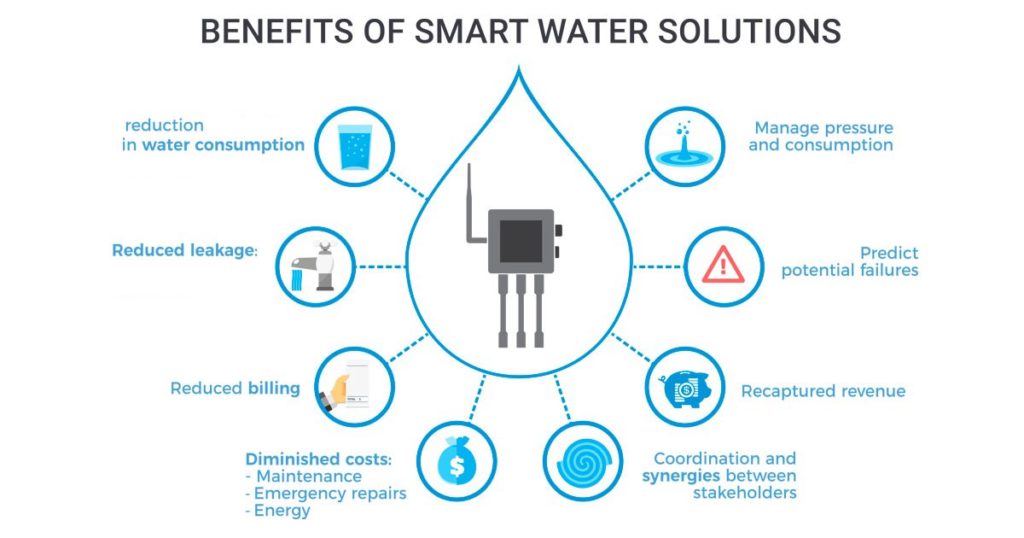 BENEFITS OF SMART WATER SOLUTIONS
reduction
in water consumption
Reduced leakage:
Reduced billing
Diminished costs:
- Maintenance
- Emergency repairs
- Energy
Manage pressure
and consumption
Predict
potential failures
Recaptured revenue
Coordination and
synergies between
stakeholders
$
$